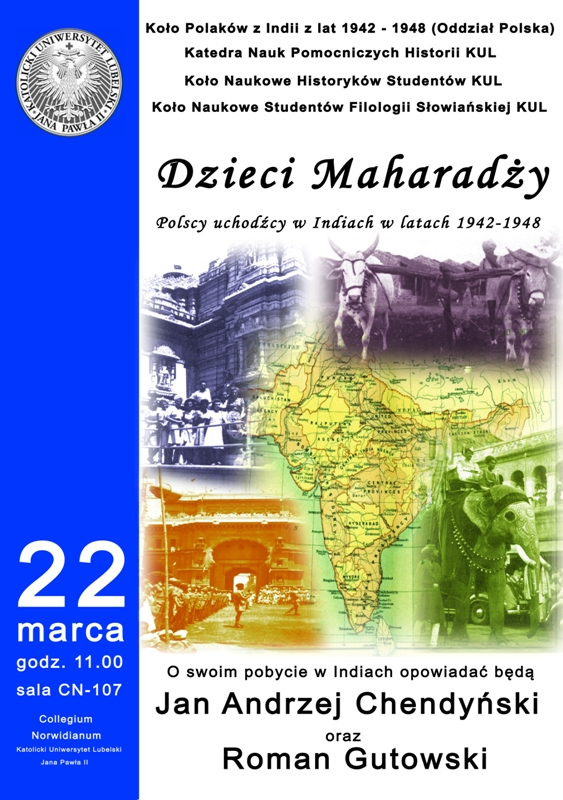 KATOLICKI UNIWERSYTET LUBELSKI
JANA PAWŁA II
Koło Polaków z Indii z lat 1942 - 1948 (Oddział Polska)
Katedra Nauk Pomocniczych Historii KUL
Koło Naukowe Historyków Studentów KUL
Koło Naukowe Studentów Filologii Słowiańskiej KUL
Dzieci Maharadży
Polscy uchodźcy w Indiach w latach 1942-1948
22
marca
godz. 11.00
sala CN-107
Collegium
Norwidianum
Katolicki Uniwersytet Lubelski
Jana Pawła II
O swoim pobycie w Indiach opowiadać będą
Jan Andrzej Chendyński
oraz
Roman Gutowski